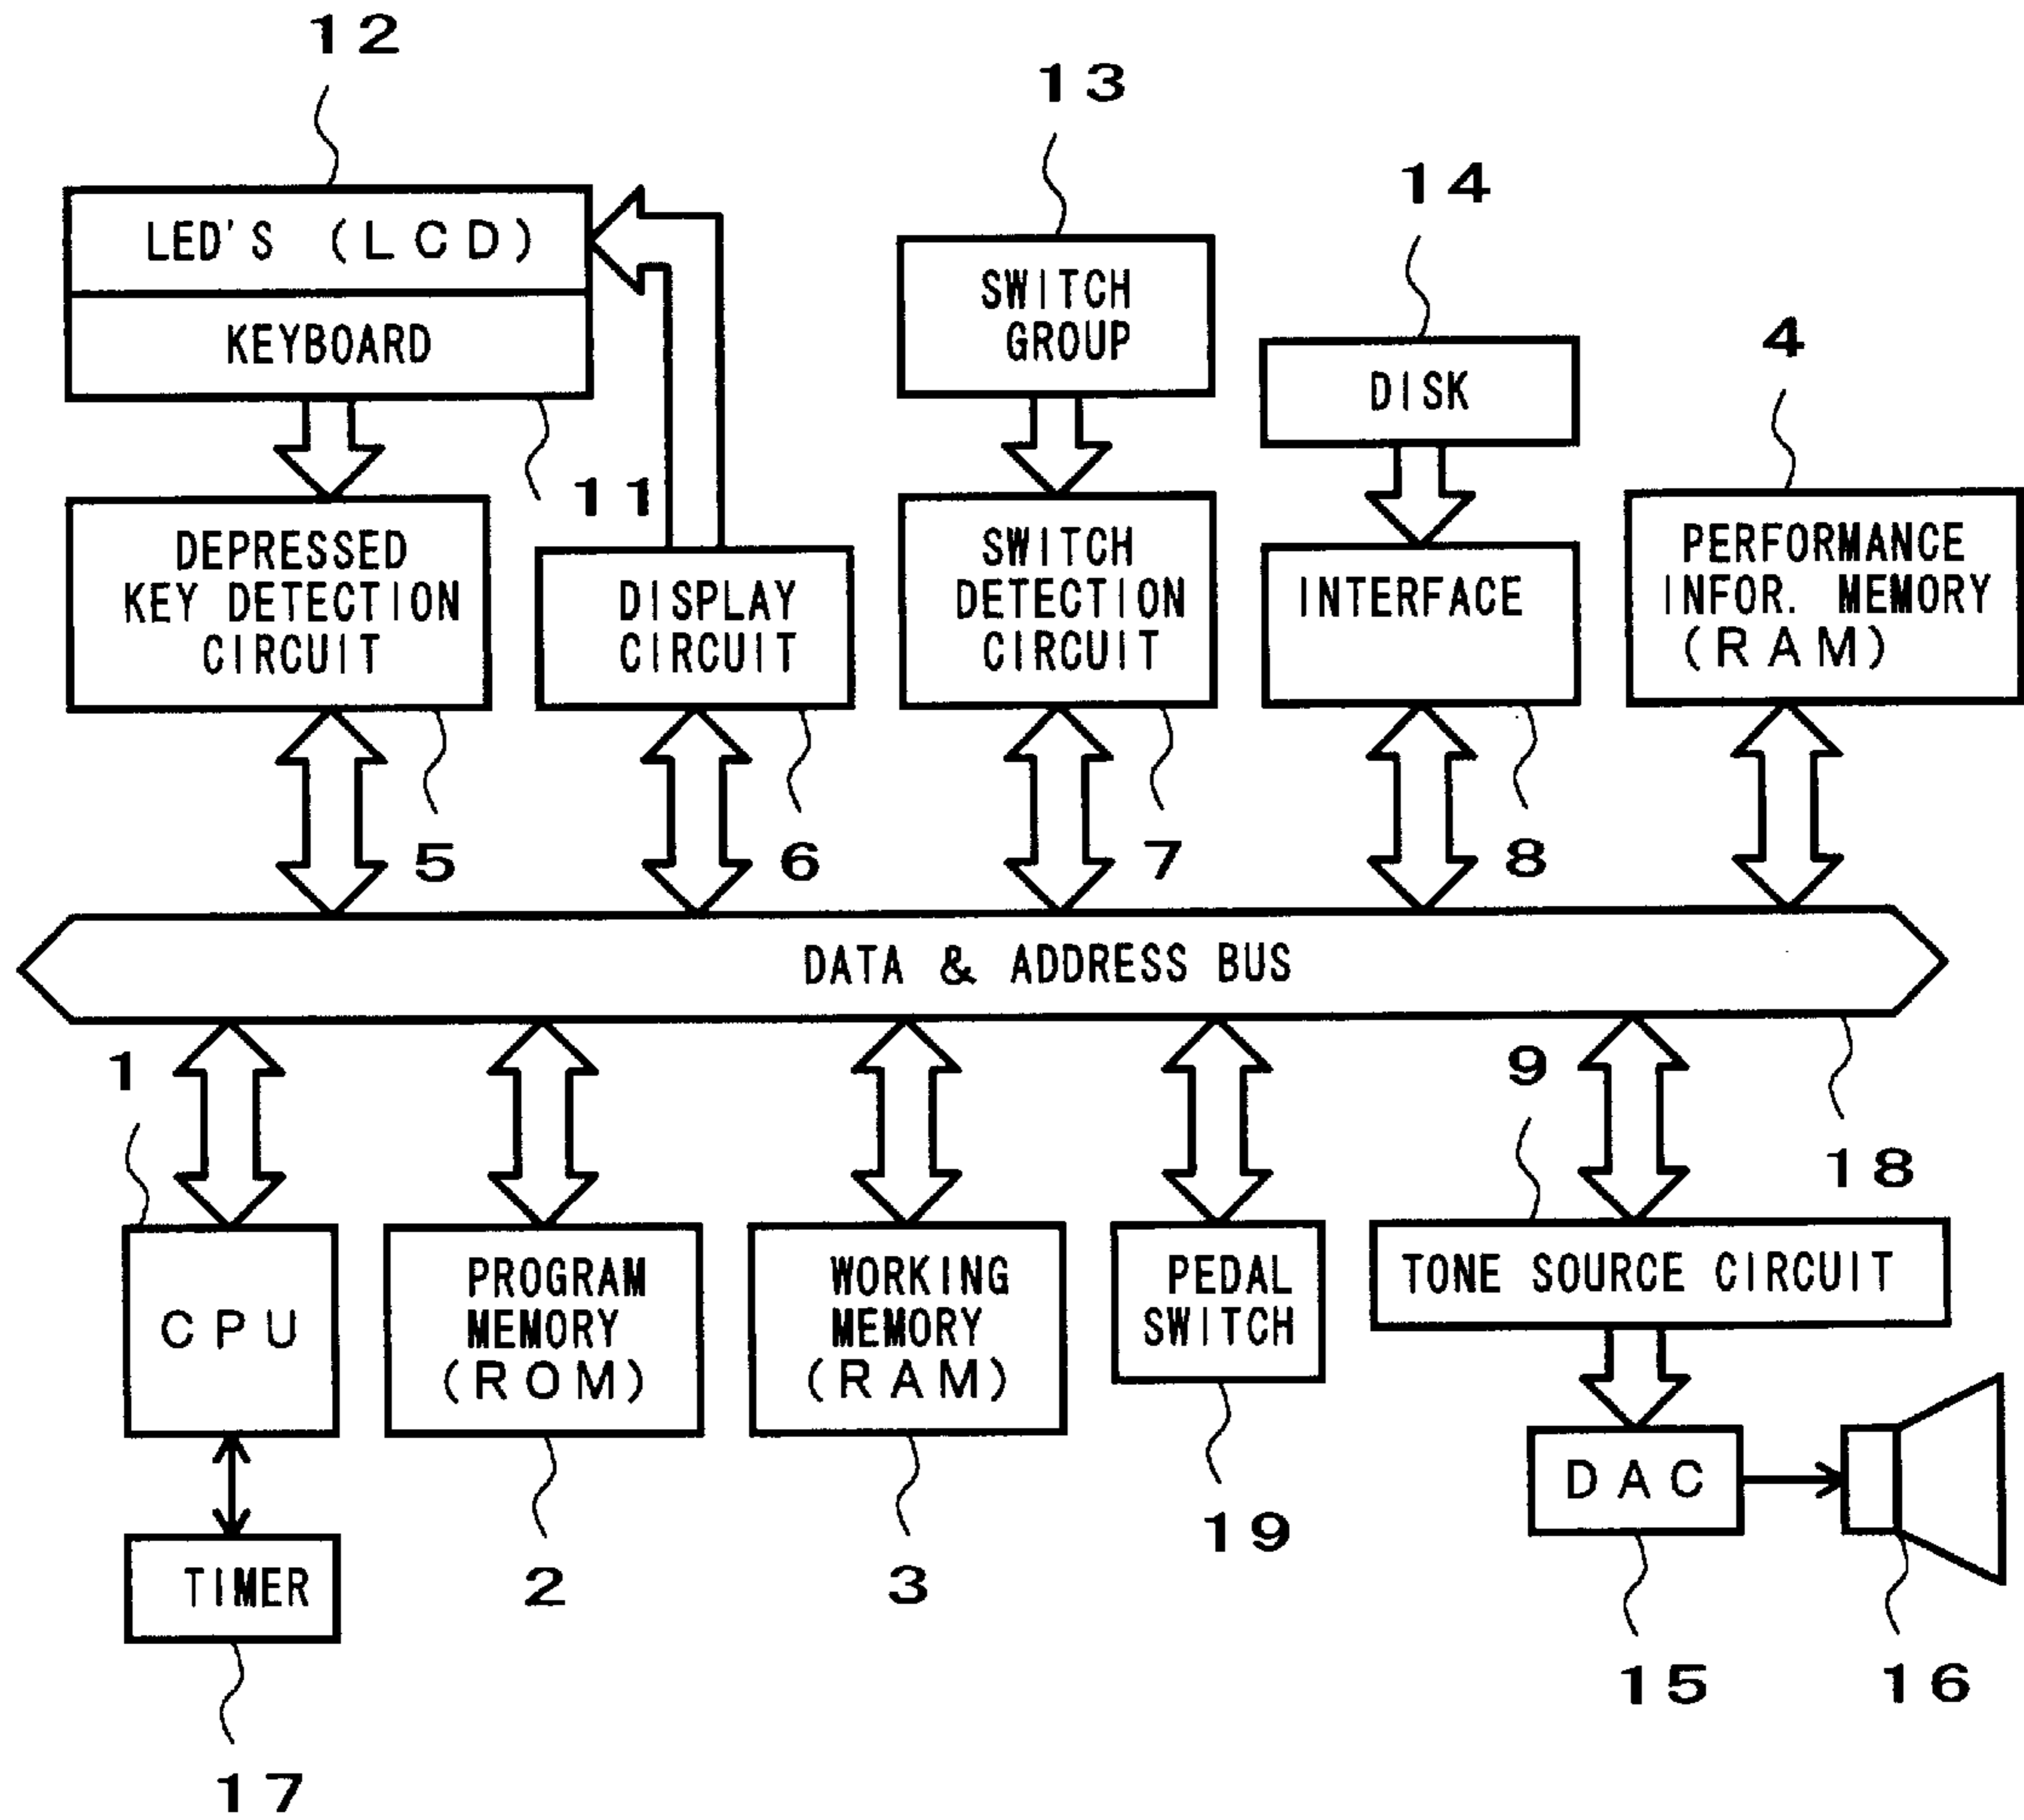 12
13
14
LED'S (LCD)
KEYBOARD
SWITCH
GROUP
4
DISK
11
DEPRESSED
KEY DETECTION
CIRCUIT
DISPLAY
CIRCUIT
SWITCH
DETECTION
CIRCUIT
INTERFACE
PERFORMANCE
INFOR. MEMORY
(RAM)
5
6
7
8
DATA & ADDRESS BUS
1
9
18
CPU
PROGRAM
MEMORY
(ROM)
WORKING
MEMORY
(RAM)
PEDAL
SWITCH
TONE SOURCE CIRCUIT
DAC
19
TIMER
2
3
15
16
17